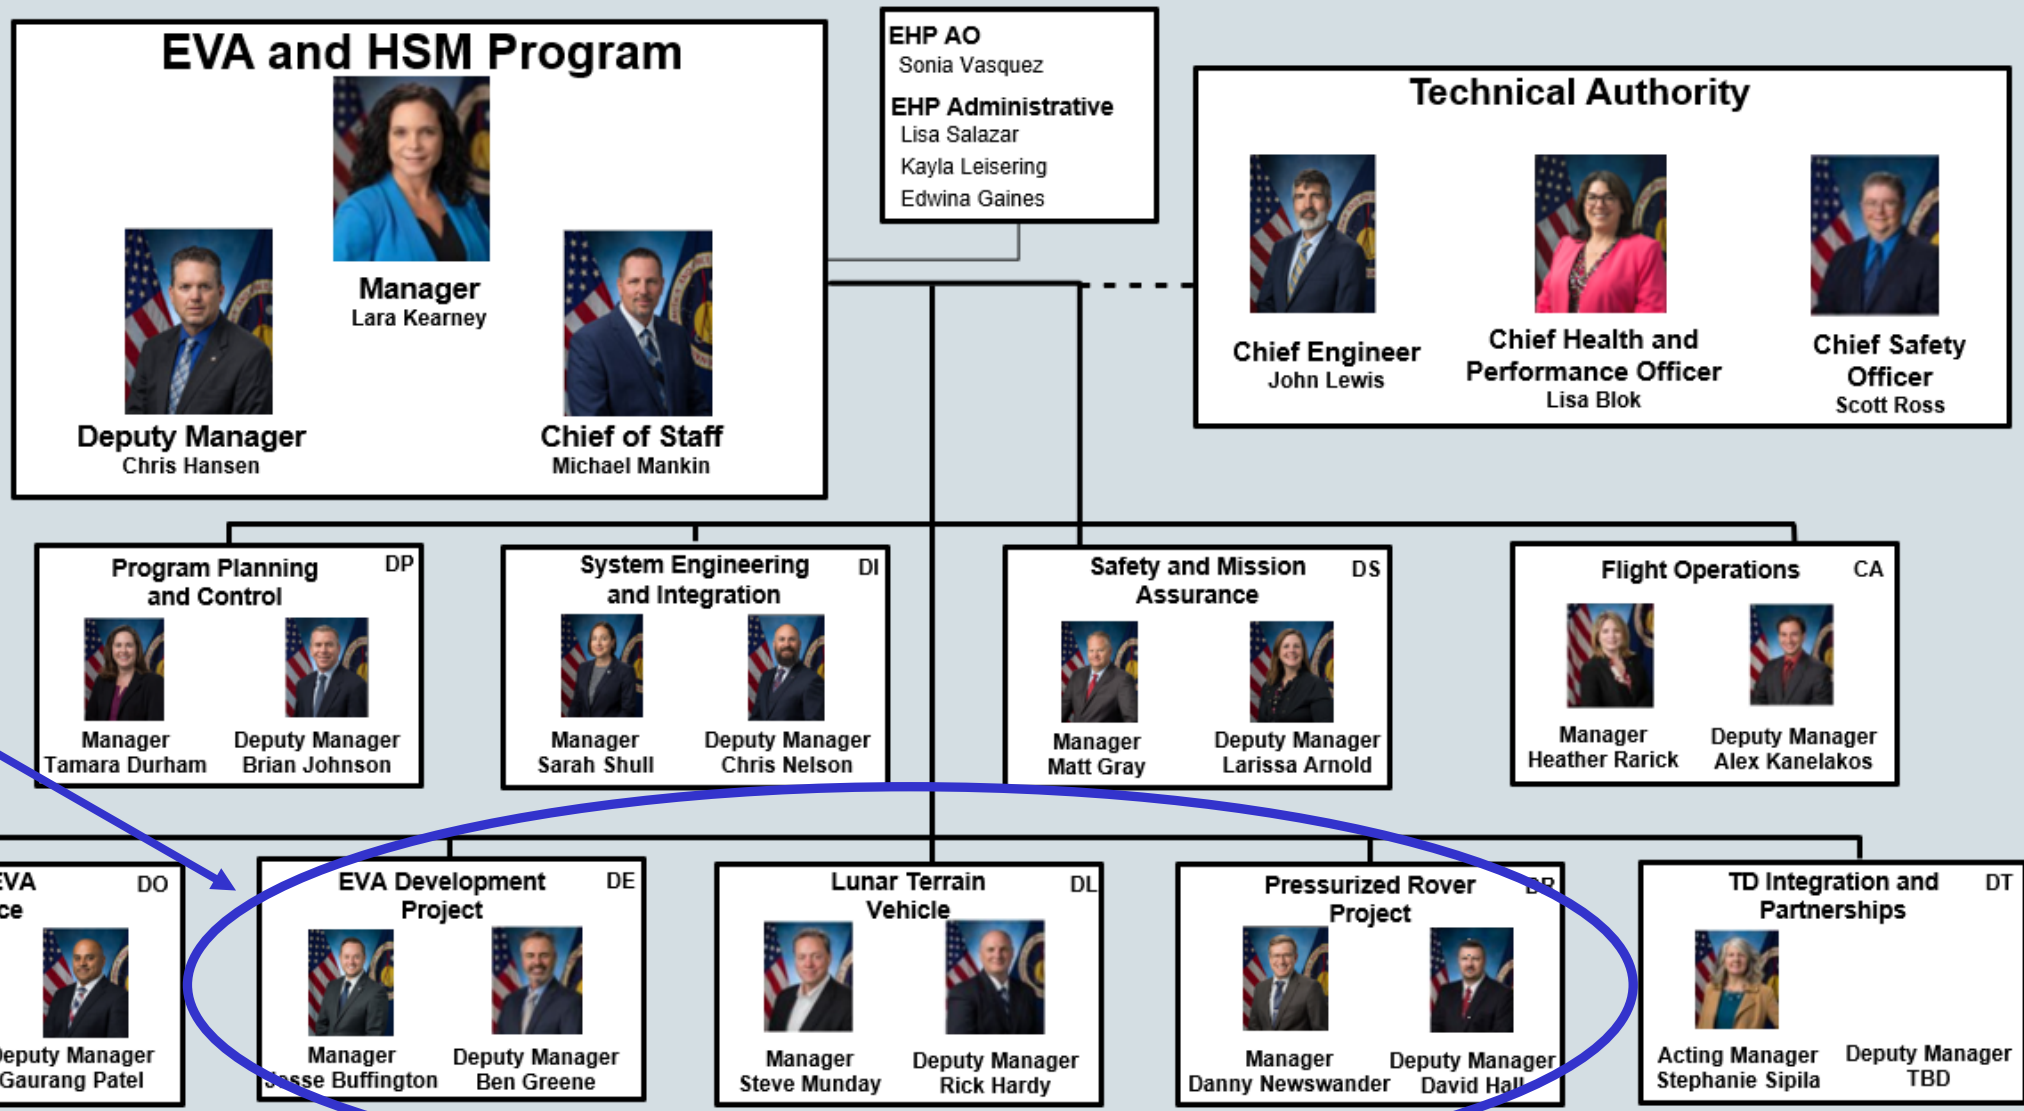 EVA and HSM Program
Manager
Lara Kearney
Deputy Manager
Chris Hansen
Chief of Staff
Michael Mankin
EHP AO
Sonia Vasquez
EHP Administrative
Lisa Salazar
Kayla Leisering
Edwina Gaines
Technical Authority
Chief Engineer
John Lewis
Chief Health and
Performance Officer
Lisa Blok
Chief Safety
Officer
Scott Ross
Program Planning
and Control
DP
Manager
Tamara Durham
Deputy Manager
Brian Johnson
System Engineering
and Integration
DI
Manager
Sarah Shull
Deputy Manager
Chris Nelson
Safety and Mission
Assurance
DS
Manager
Matt Gray
Deputy Manager
Larissa Arnold
Flight Operations
CA
Manager
Heather Rarick
Deputy Manager
Alex Kanelakos
EVA
ce
DO
Deputy Manager
Gaurang Patel
EVA Development
Project
DE
Manager
Jesse Buffington
Deputy Manager
Ben Greene
Lunar Terrain
Vehicle
DL
Manager
Steve Munday
Deputy Manager
Rick Hardy
Pressurized Rover
Project
DR
Manager
Danny Newswander
Deputy Manager
David Hall
TD Integration and
Partnerships
DT
Acting Manager
Stephanie Sipila
Deputy Manager
TBD